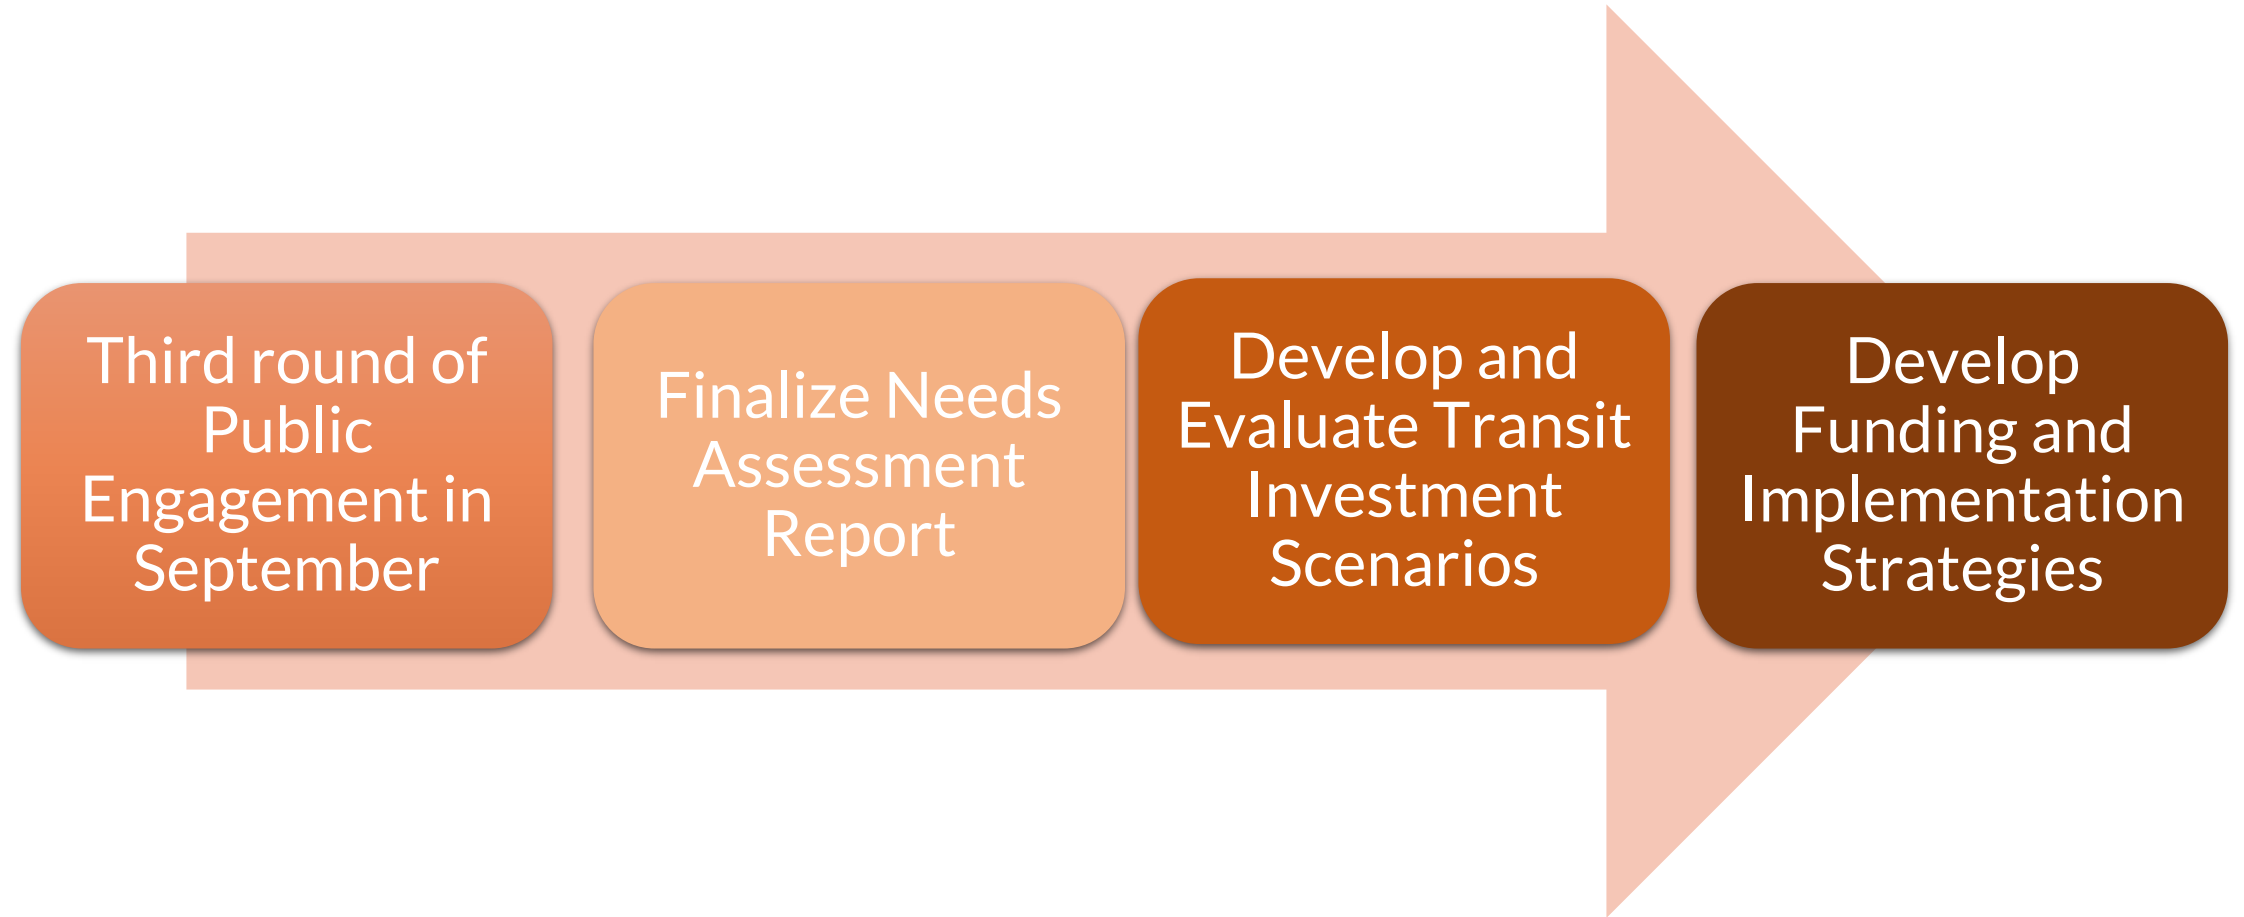 Third round of
Public
Engagement in
September
Finalize Needs
Assessment
Report
Develop and
Evaluate Transit
Investment
Scenarios
Develop
Funding and
Implementation
Strategies